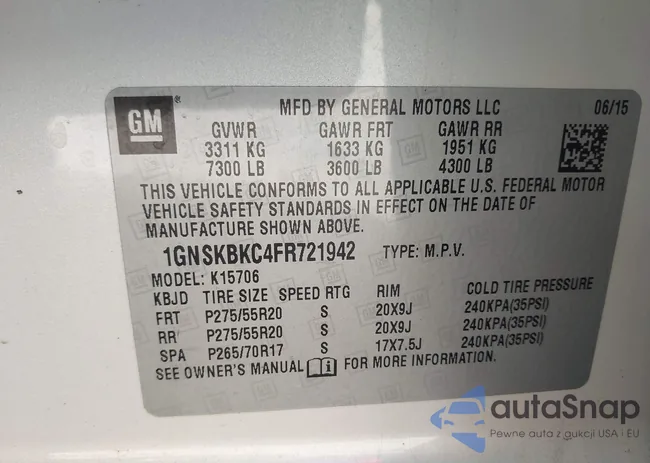 GM
MFD BY GENERAL MOTORS LLC 06/15
GVWR GAWR FRT GAWR RR
3311 KG 1633 KG 1951 KG
7300 LB 3600 LB 4300 LB
THIS VEHICLE CONFORMS TO ALL APPLICABLE U.S. FEDERAL MOTOR
VEHICLE SAFETY STANDARDS IN EFFECT ON THE DATE OF
MANUFACTURE SHOWN ABOVE.
1GNSKBKC4FR721942 TYPE: M.P.V.
MODEL: K15706
KBJD TIRE SIZE SPEED RTG RIM COLD TIRE PRESSURE
FRT P275/55R20 S 20X9J 240KPA(35PSI)
RR P275/55R20 S 20X9J 240KPA(35PSI)
SPA P265/70R17 S 17X7.5J 240KPA(35PSI)
SEE OWNER'S MANUAL FOR MORE INFORMATION.
autaSnap
Pewne auta z aukcji USA i EU